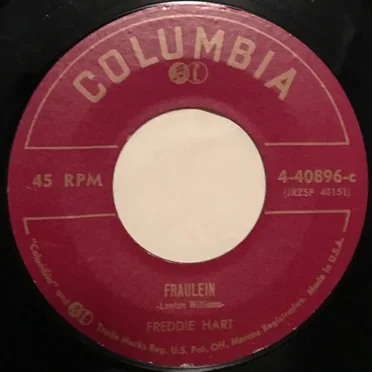 COLUMBIA
45 RPM
4-40896-c
(JRZSP 40151)
FRAULEIN
-Lawton Williams-
FREDDIE HART
"Columbia" and Trade Marks Reg. U.S. Pat. Off. Marcas Registradas. Made in U.S.A.